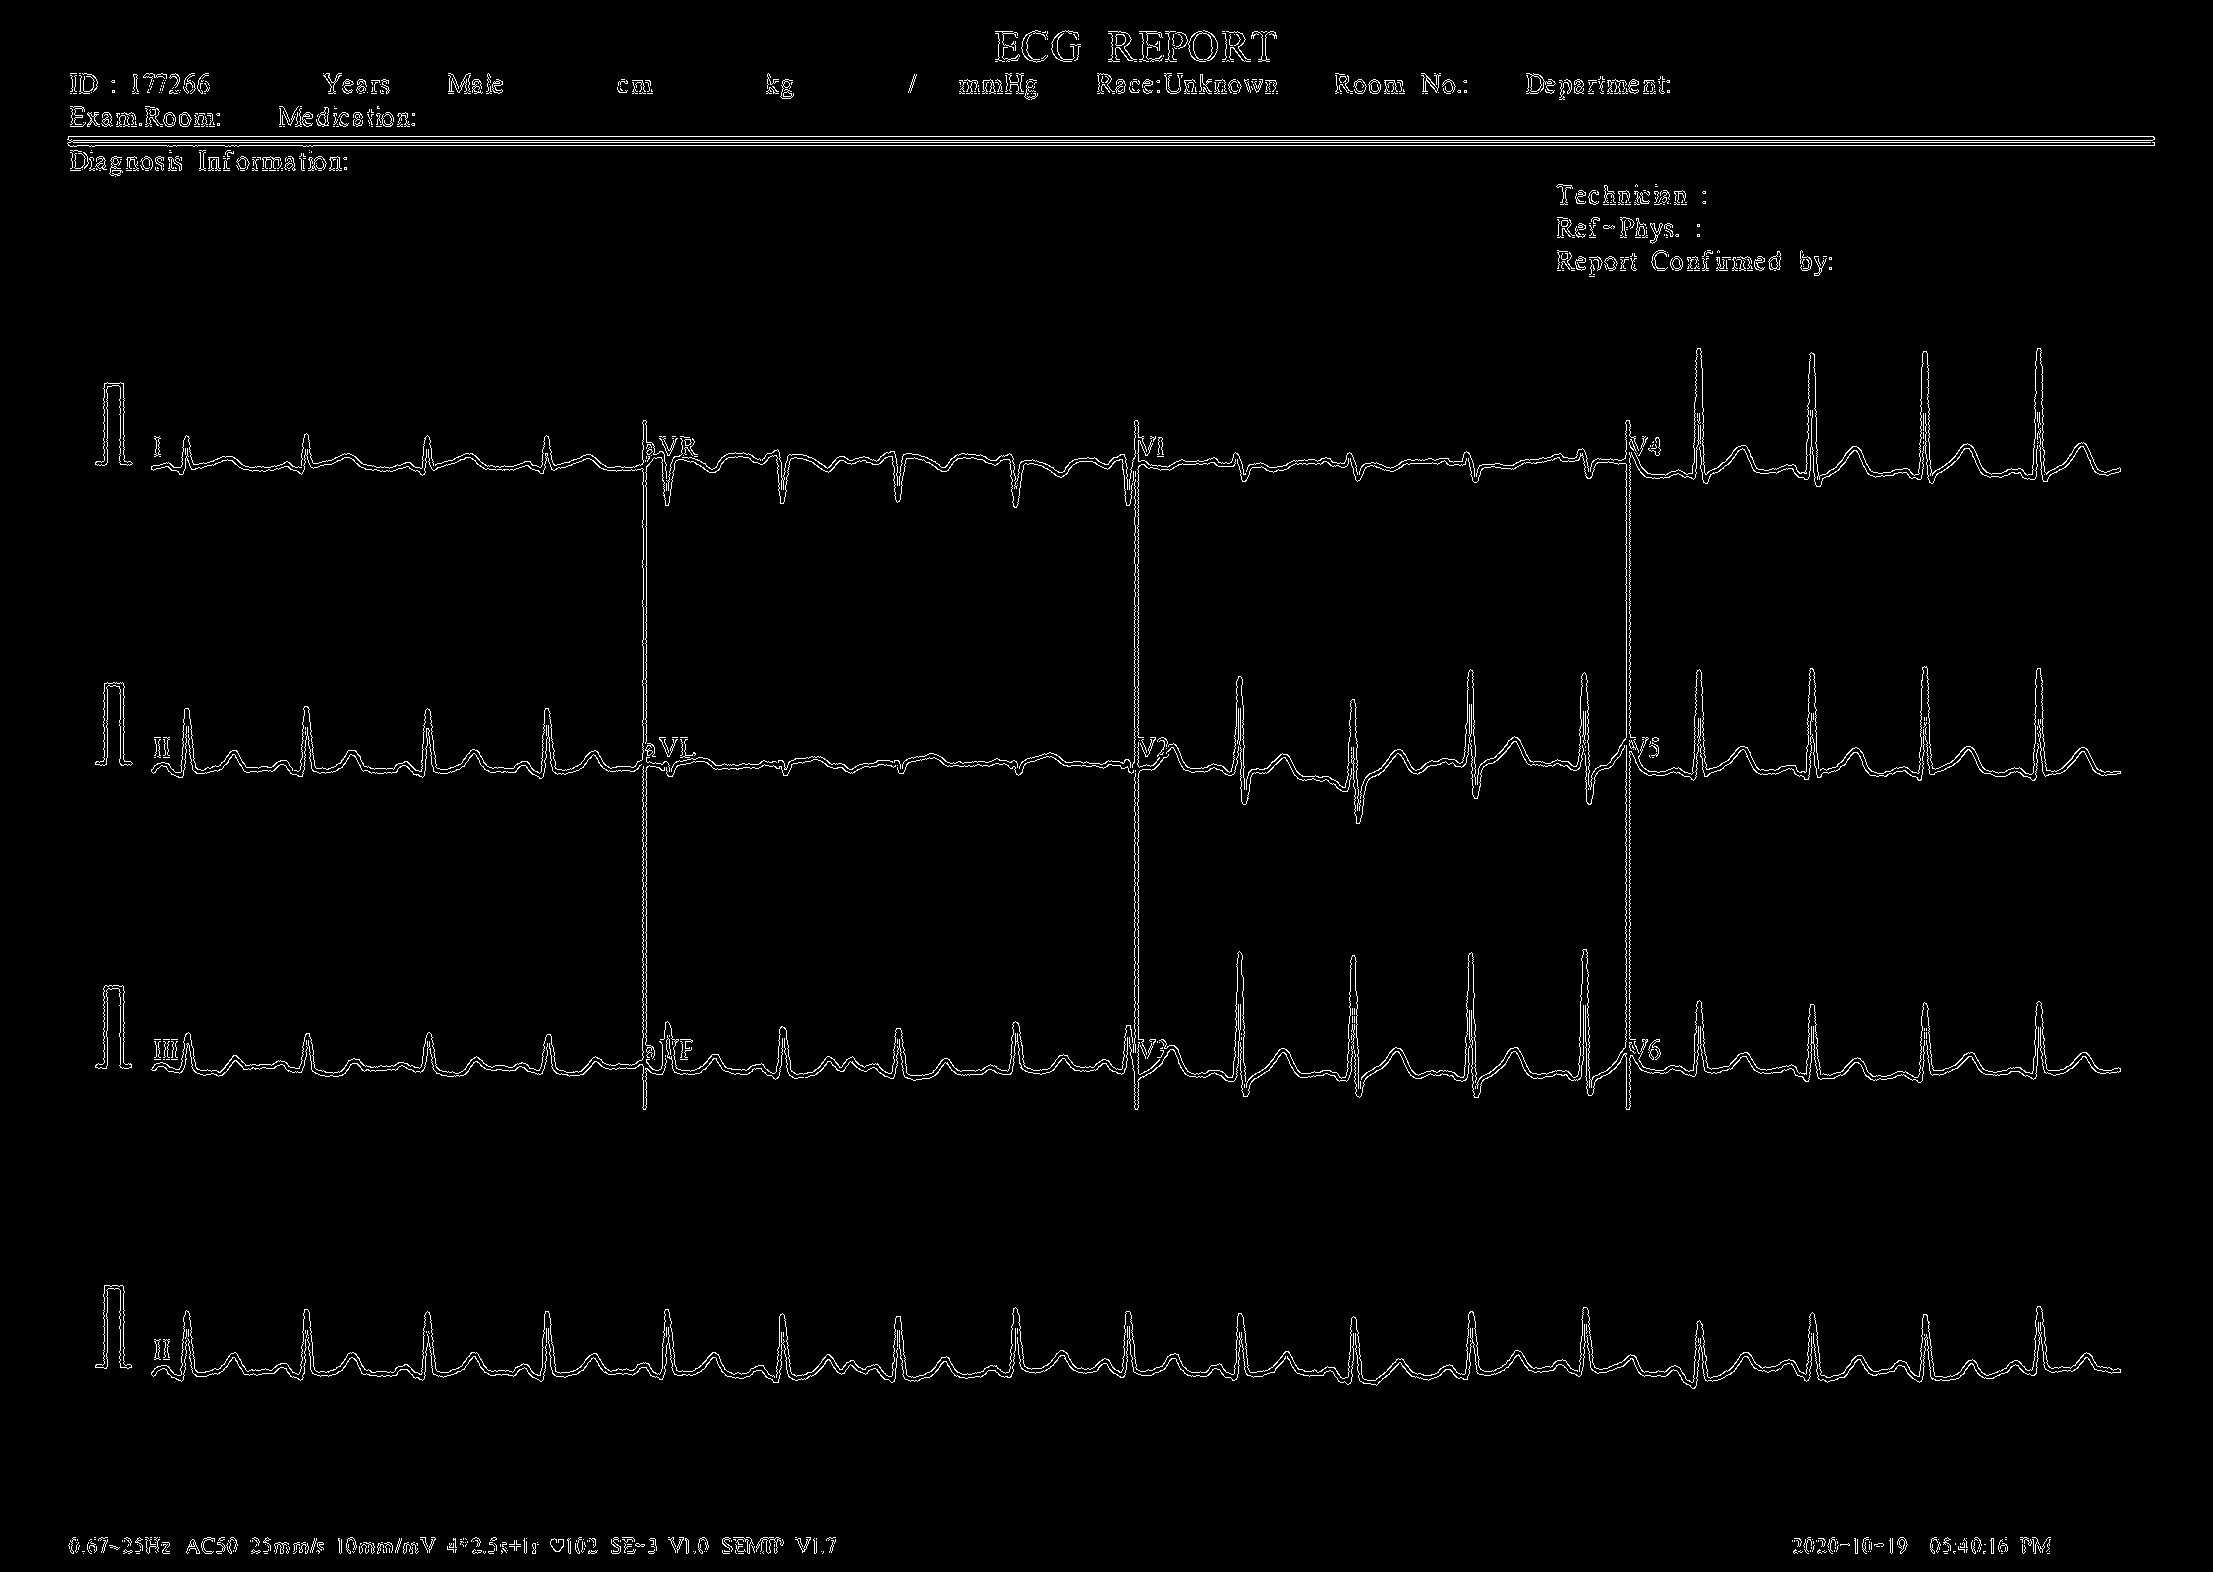 ECG REPORT
ID : 177266 Years Male cm kg / mmHg Race:Unknown Room No.: Department:
Exam.Room: Medication:
Diagnosis Information:
Technician :
Ref-Phys. :
Report Confirmed by:
I aVR V1 V4
II aVL V2 V5
III aVF V3 V6
II
0.67~25Hz AC50 25mm/s 10mm/mV 4*2.5s+1r ♡102 SE-3 V1.0 SEMIP V1.7 2020-10-19 05:40:16 PM